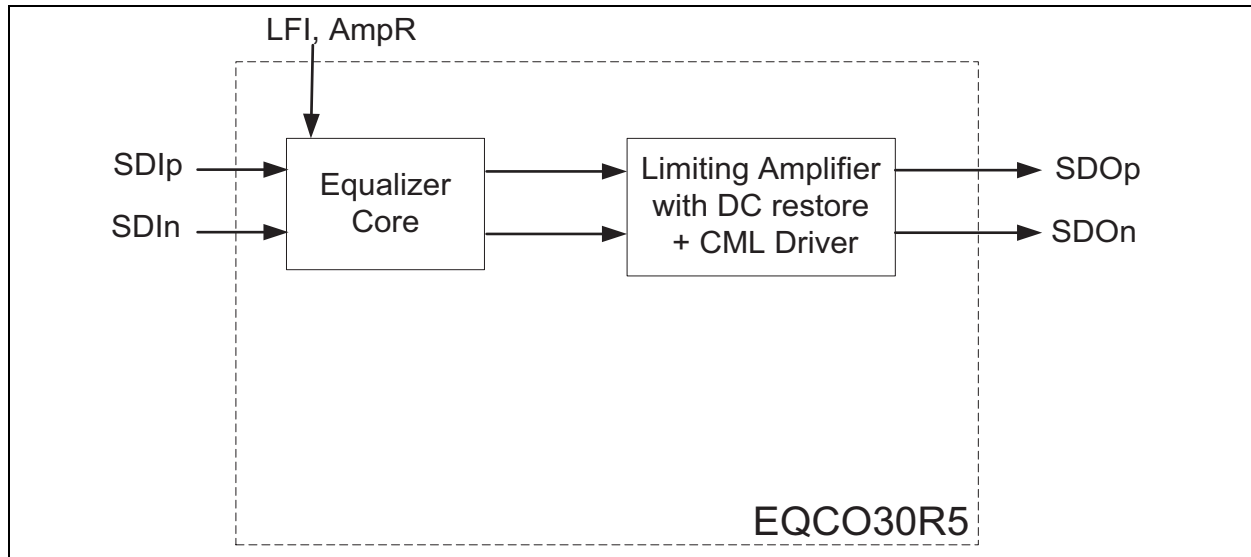 LFI, AmpR
SDIp
SDIn
Equalizer
Core
Limiting Amplifier
with DC restore
+ CML Driver
SDOp
SDOn
EQCO30R5